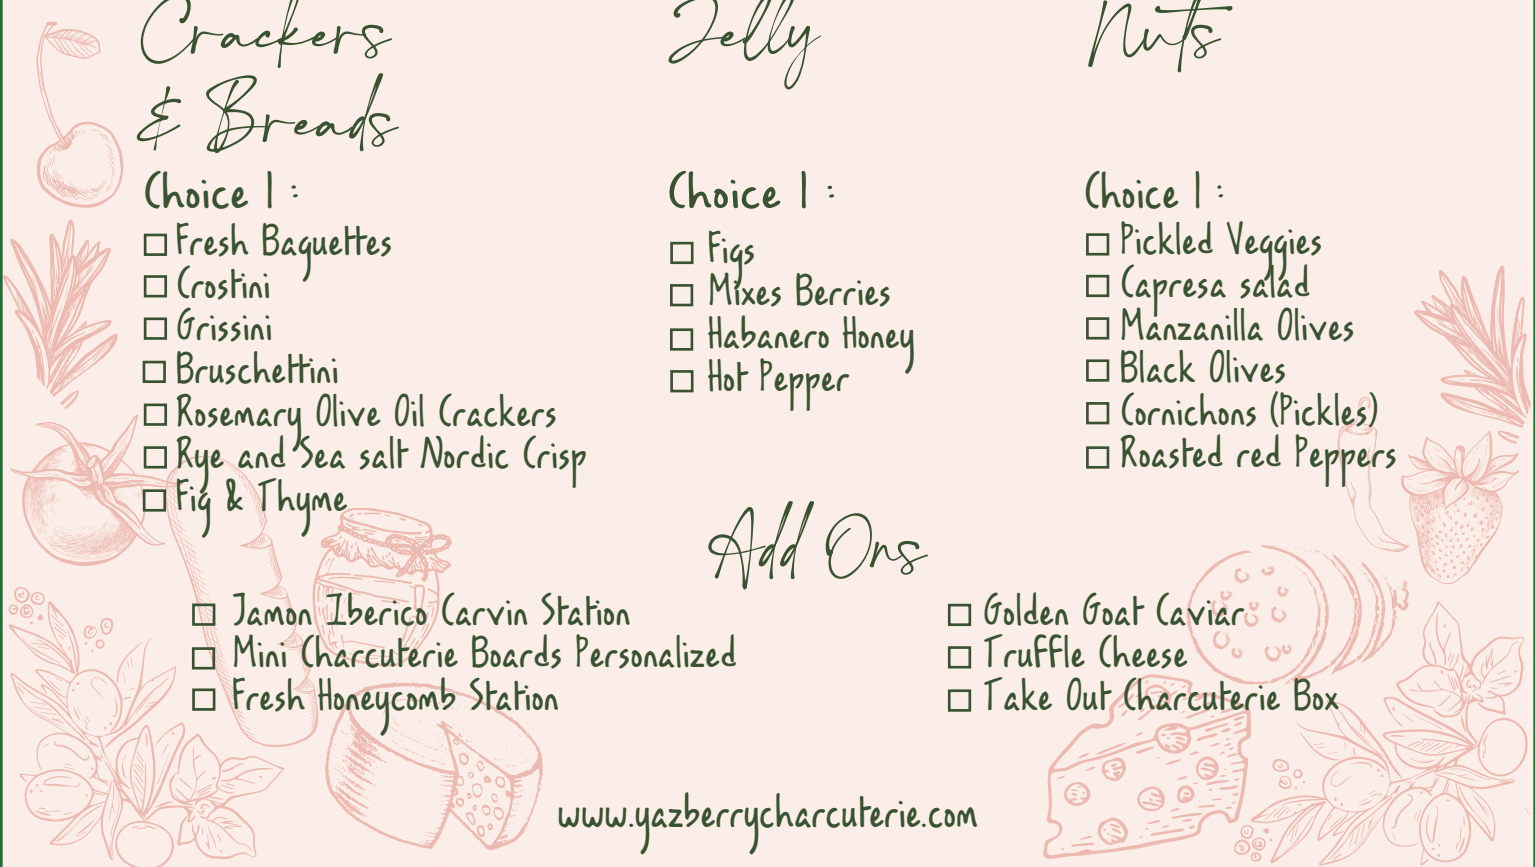 Crackers
& Breads
Choice 1 :
Fresh Baguettes
Crostini
Grissini
Bruschettini
Rosemary Olive Oil Crackers
Rye and Sea salt Nordic Crisp
Fig & Thyme
Jelly
Choice 1 :
Figs
Mixes Berries
Habanero Honey
Hot Pepper
Nuts
Choice 1 :
Pickled Veggies
Capresa salad
Manzanilla Olives
Black Olives
Cornichons (Pickles)
Roasted red Peppers
Add Ons
Jamon Iberico Carvin Station
Mini Charcuterie Boards Personalized
Fresh Honeycomb Station
Golden Goat Caviar
Truffle Cheese
Take Out Charcuterie Box
www.yazberrycharcuterie.com